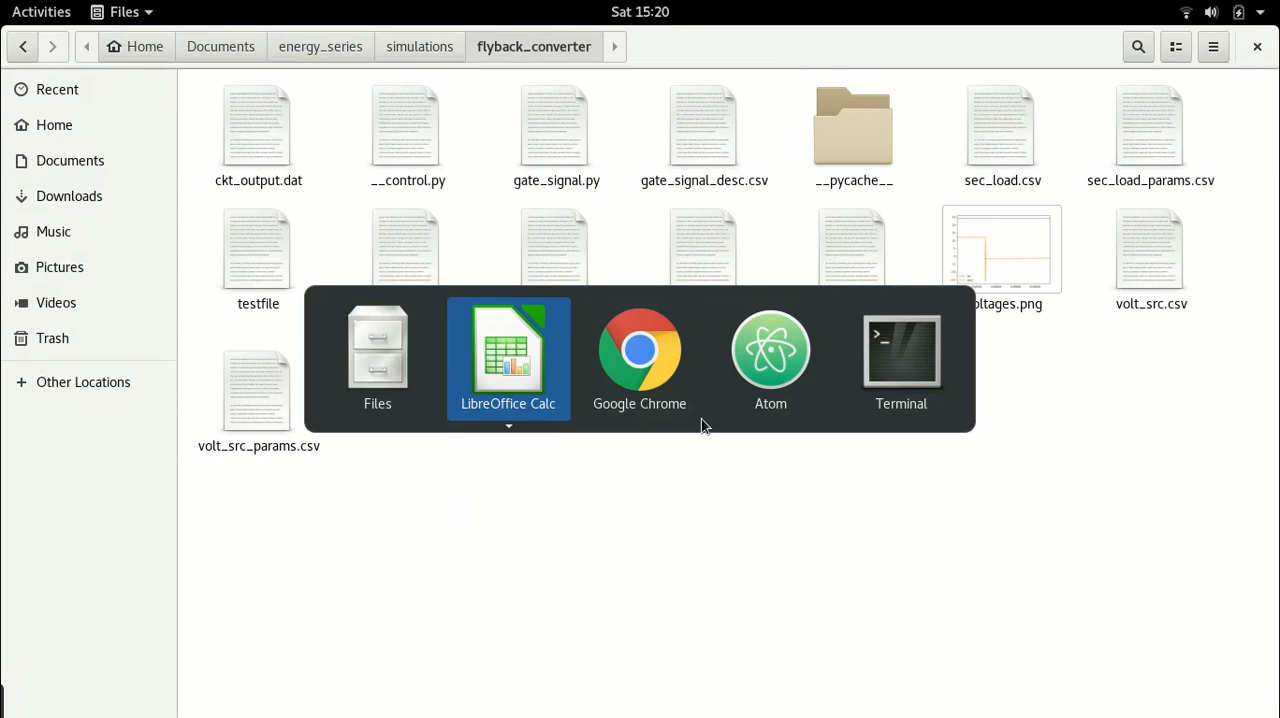 Activities Files Sat 15:20
Home Documents energy_series simulations flyback_converter
Recent
Home
Documents
Downloads
Music
Pictures
Videos
Trash
Other Locations
ckt_output.dat __control.py gate_signal.py gate_signal_desc.csv __pycache__ sec_load.csv sec_load_params.csv
testfile oltages.png volt_src.csv
volt_src_params.csv
Files LibreOffice Calc Google Chrome Atom Terminal